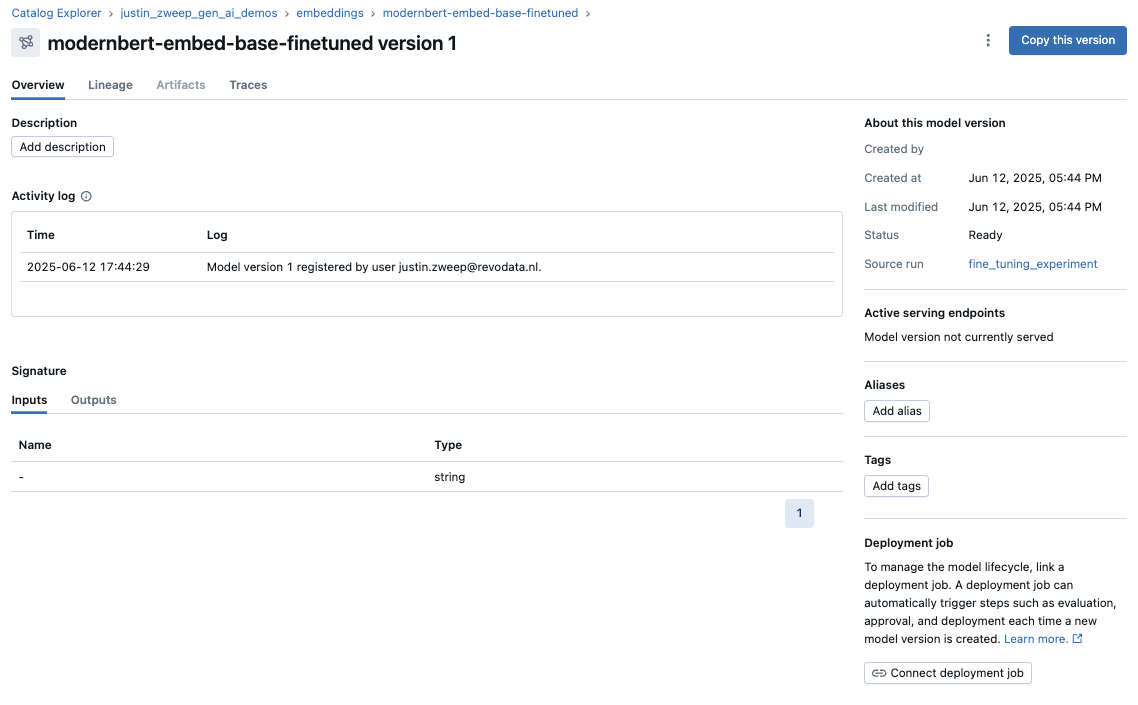 Catalog Explorer › justin_zweep_gen_ai_demos › embeddings › modernbert-embed-base-finetuned ›
modernbert-embed-base-finetuned version 1
Copy this version
Overview Lineage Artifacts Traces
Description
Add description
Activity log
Time Log
2025-06-12 17:44:29 Model version 1 registered by user justin.zweep@revodata.nl.
Signature
Inputs Outputs
Name Type
- string
1
About this model version
Created by
Created at Jun 12, 2025, 05:44 PM
Last modified Jun 12, 2025, 05:44 PM
Status Ready
Source run fine_tuning_experiment
Active serving endpoints
Model version not currently served
Aliases
Add alias
Tags
Add tags
Deployment job
To manage the model lifecycle, link a
deployment job. A deployment job can
automatically trigger steps such as evaluation,
approval, and deployment each time a new
model version is created. Learn more.
Connect deployment job